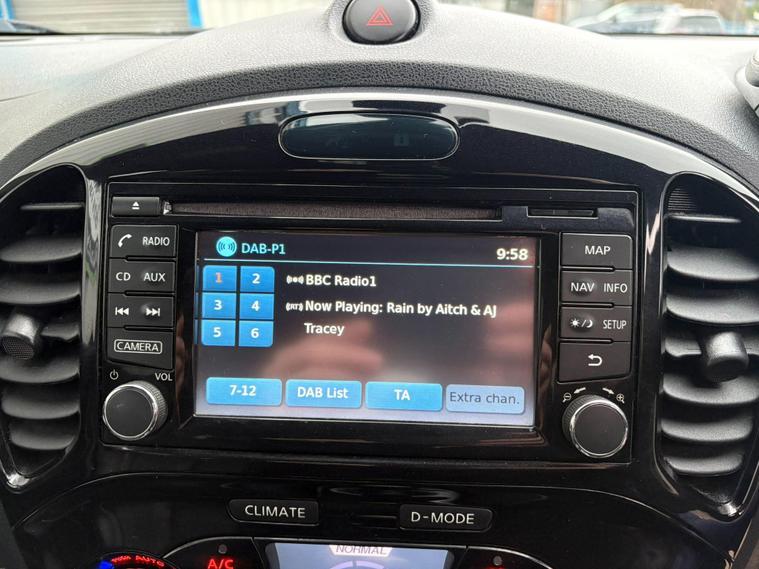 DAB-P1
9:58
RADIO
MAP
1 2
BBC Radio1
CD AUX
NAV INFO
3 4
Now Playing: Rain by Aitch & AJ
Tracey
SETUP
5 6
CAMERA
VOL
7-12
DAB List
TA
Extra chan.
CLIMATE
D-MODE
NORMAL
A/C